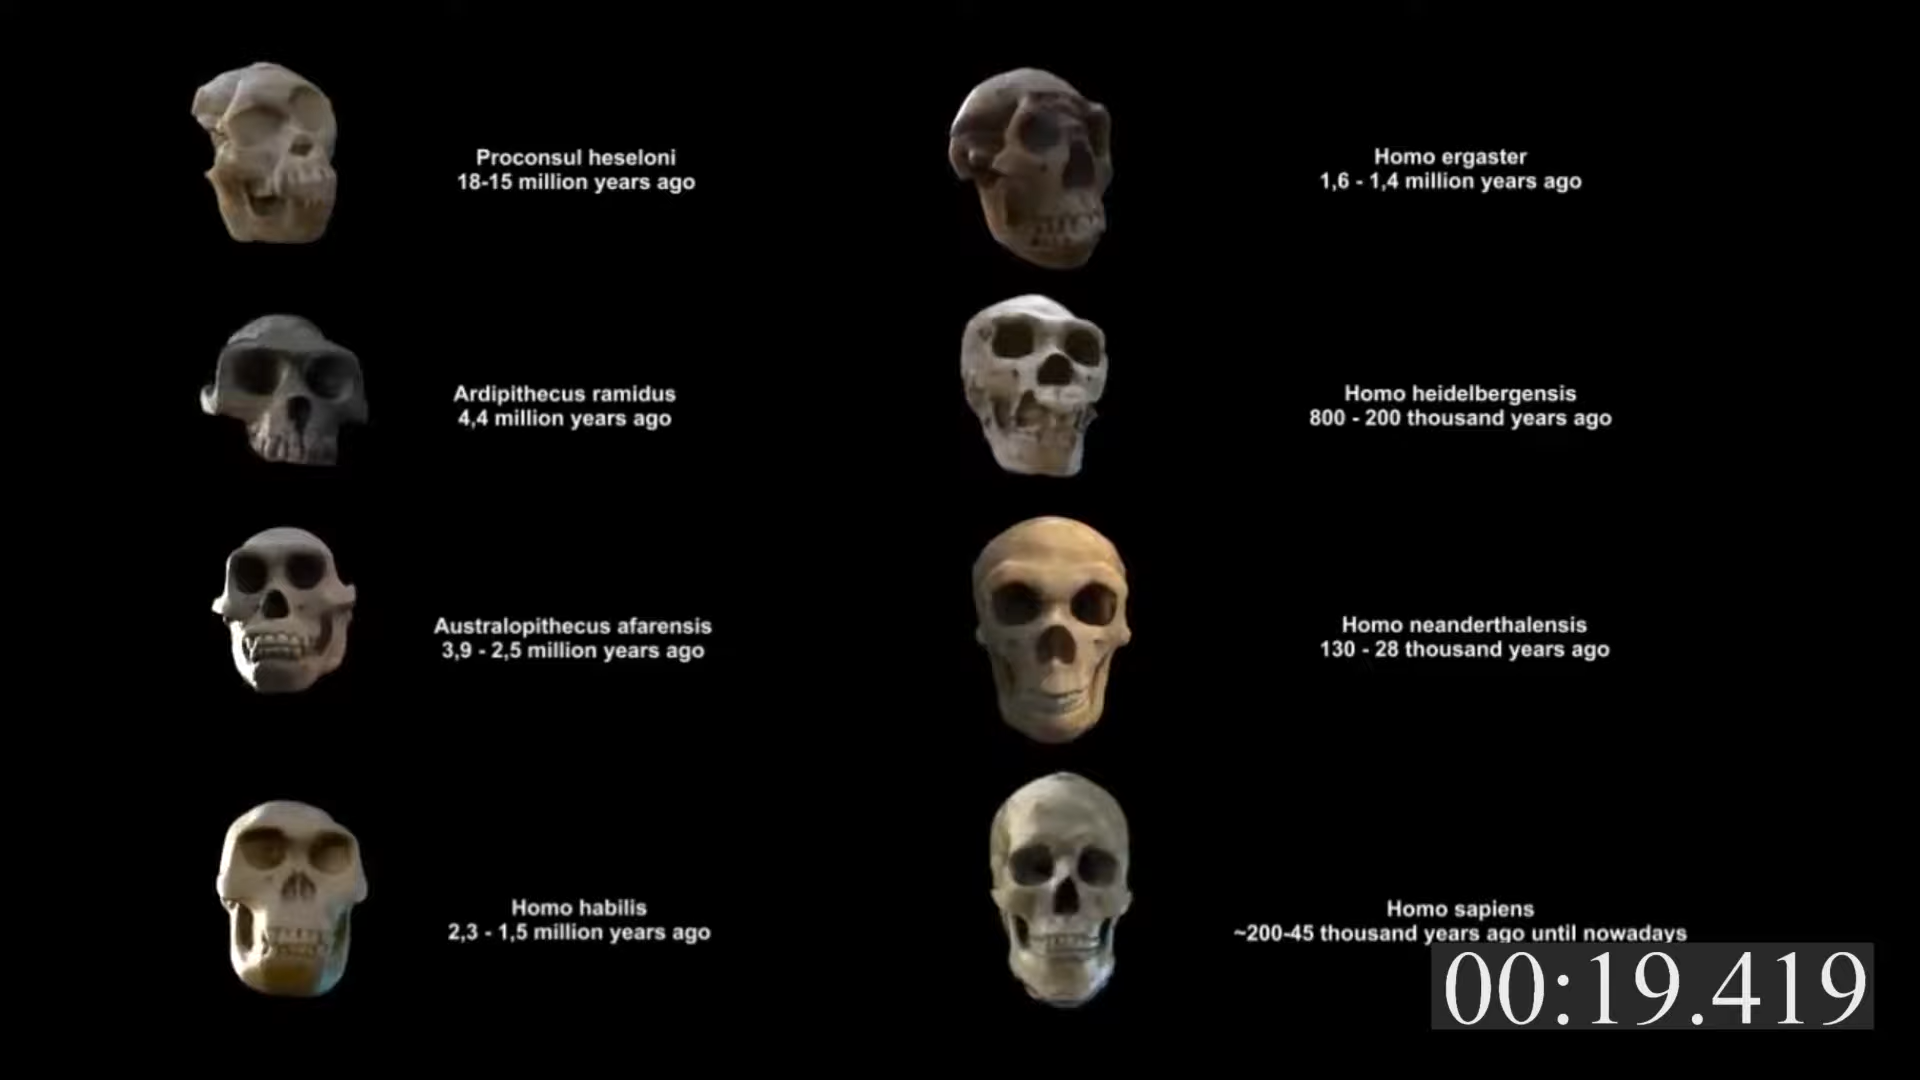 Proconsul heseloni
18-15 million years ago
Ardipithecus ramidus
4,4 million years ago
Australopithecus afarensis
3,9 - 2,5 million years ago
Homo habilis
2,3 - 1,5 million years ago
Homo ergaster
1,6 - 1,4 million years ago
Homo heidelbergensis
800 - 200 thousand years ago
Homo neanderthalensis
130 - 28 thousand years ago
Homo sapiens
~200-45 thousand years ago until nowadays
00:19.419